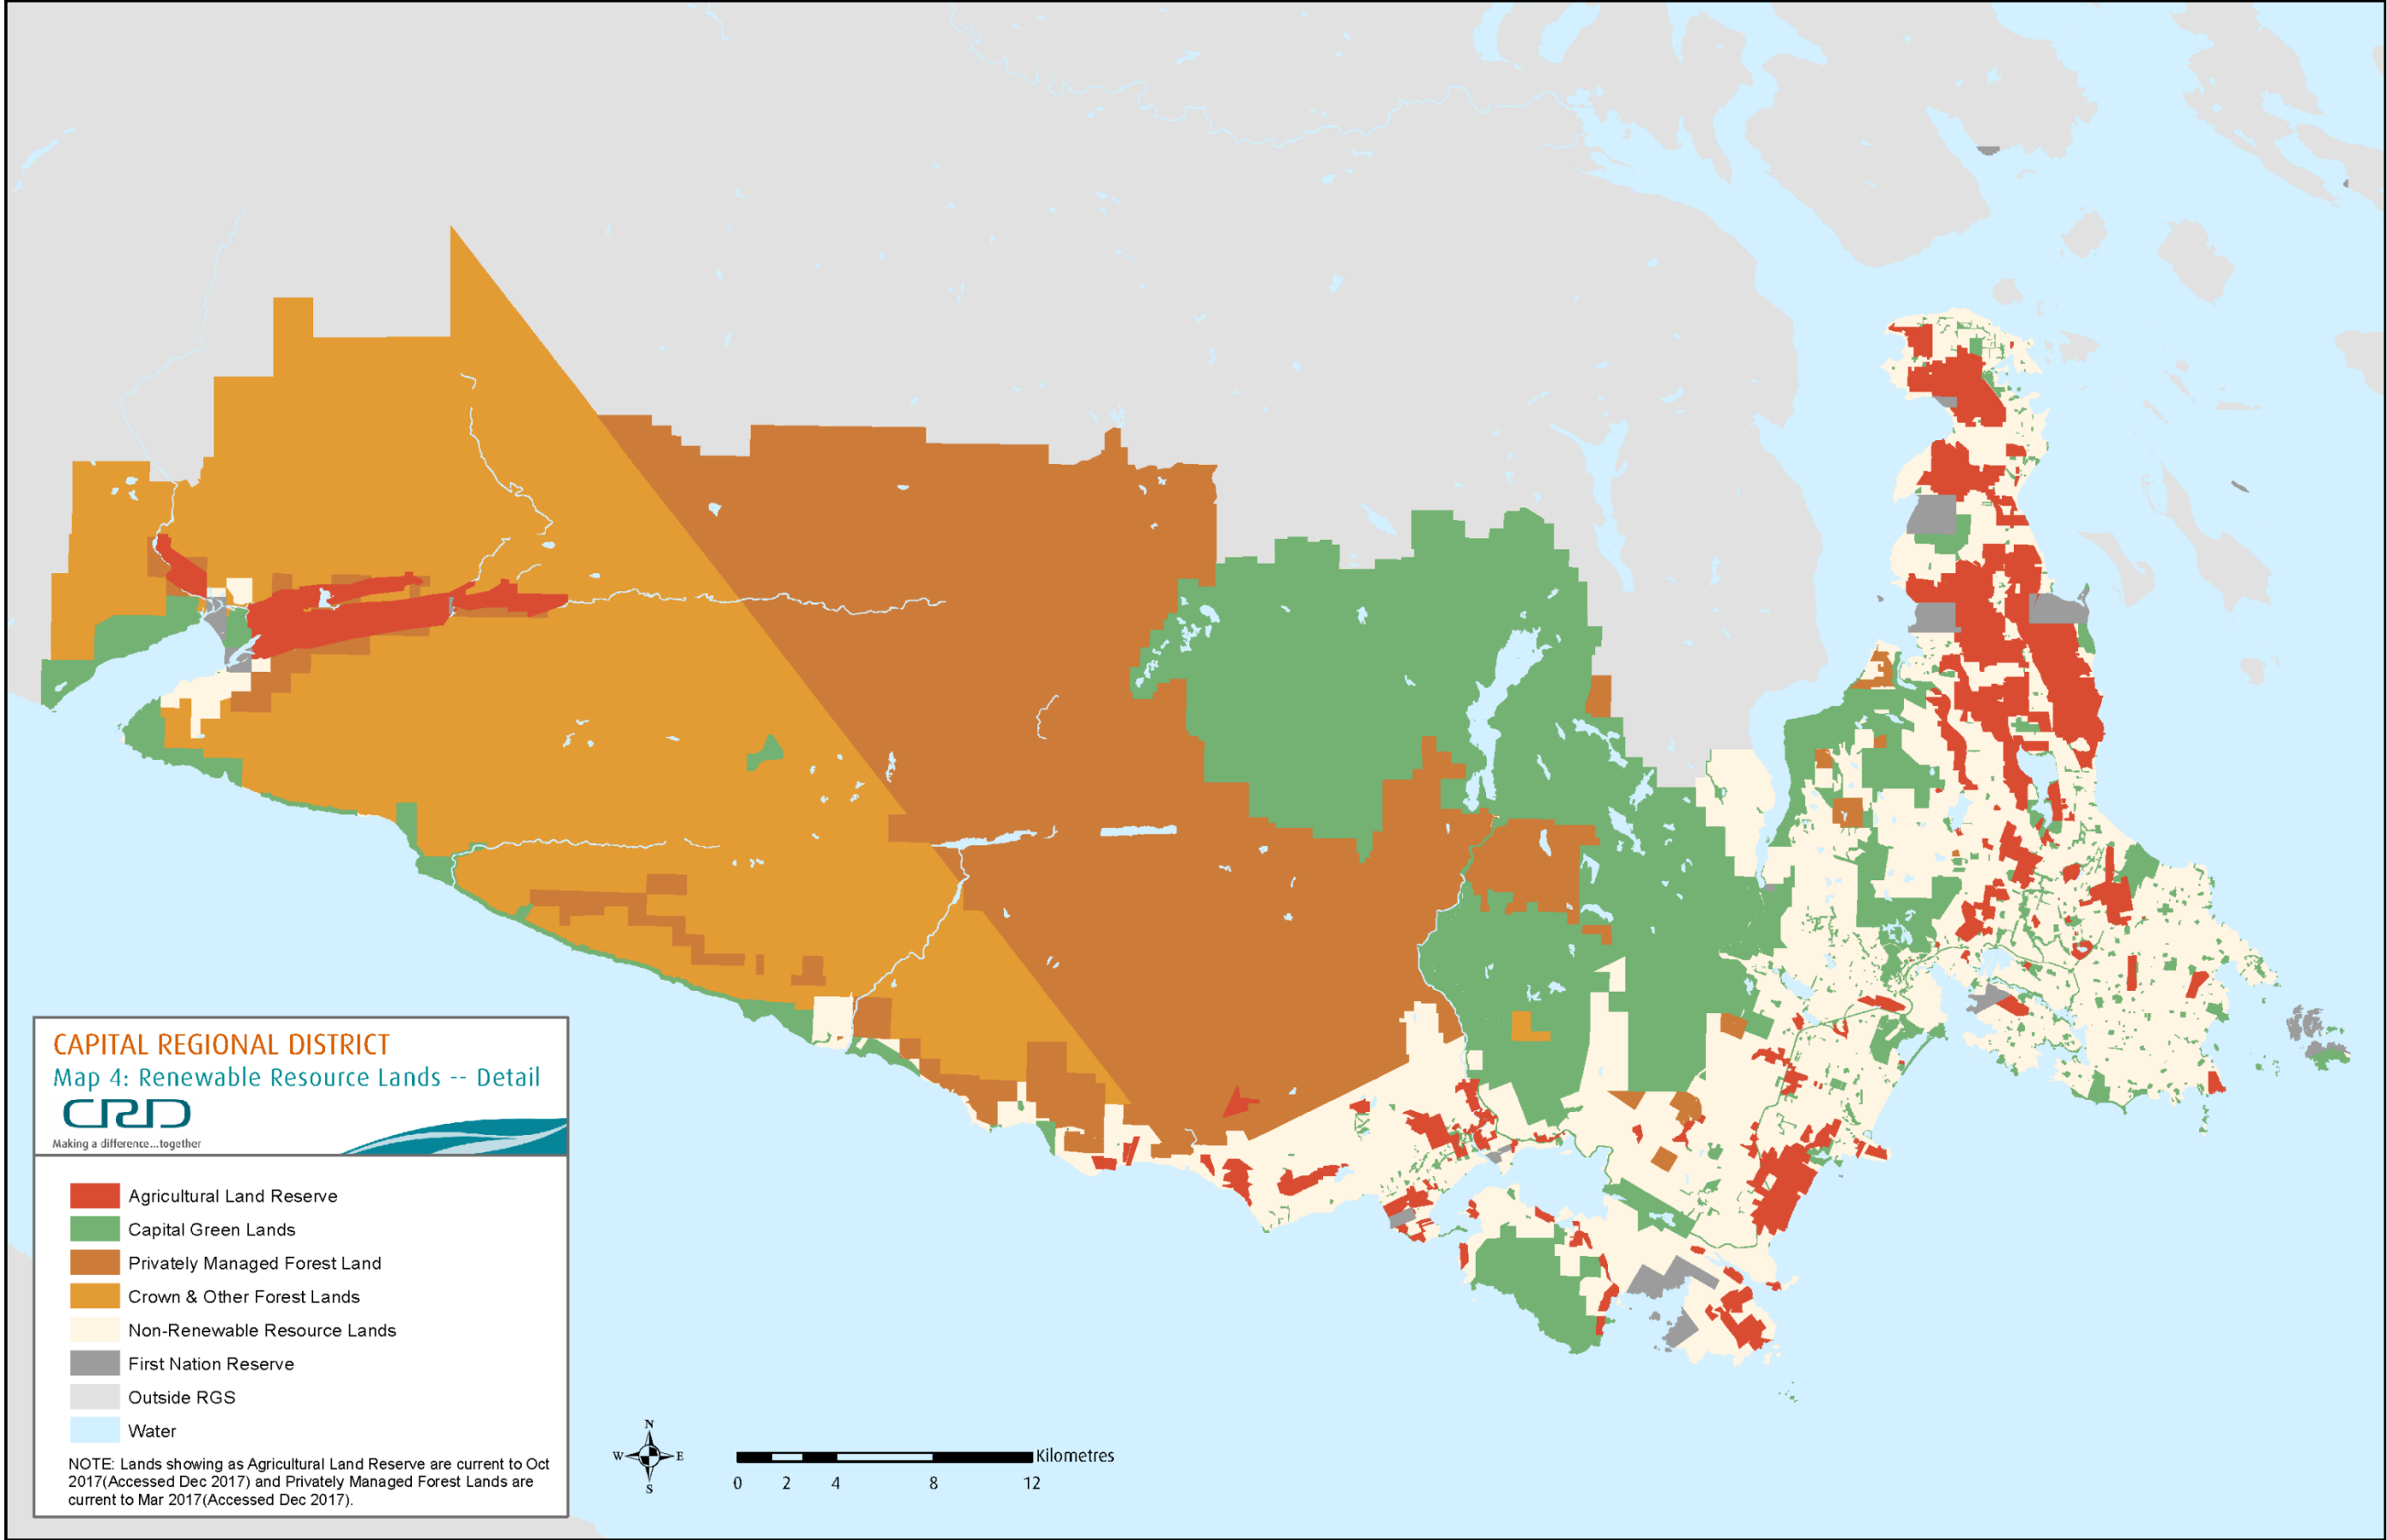 CAPITAL REGIONAL DISTRICT
Map 4: Renewable Resource Lands -- Detail
CRD
Making a difference...together
Agricultural Land Reserve
Capital Green Lands
Privately Managed Forest Land
Crown & Other Forest Lands
Non-Renewable Resource Lands
First Nation Reserve
Outside RGS
Water
NOTE: Lands showing as Agricultural Land Reserve are current to Oct
2017(Accessed Dec 2017) and Privately Managed Forest Lands are
current to Mar 2017(Accessed Dec 2017).
N
W E
S
Kilometres
0 2 4 8 12